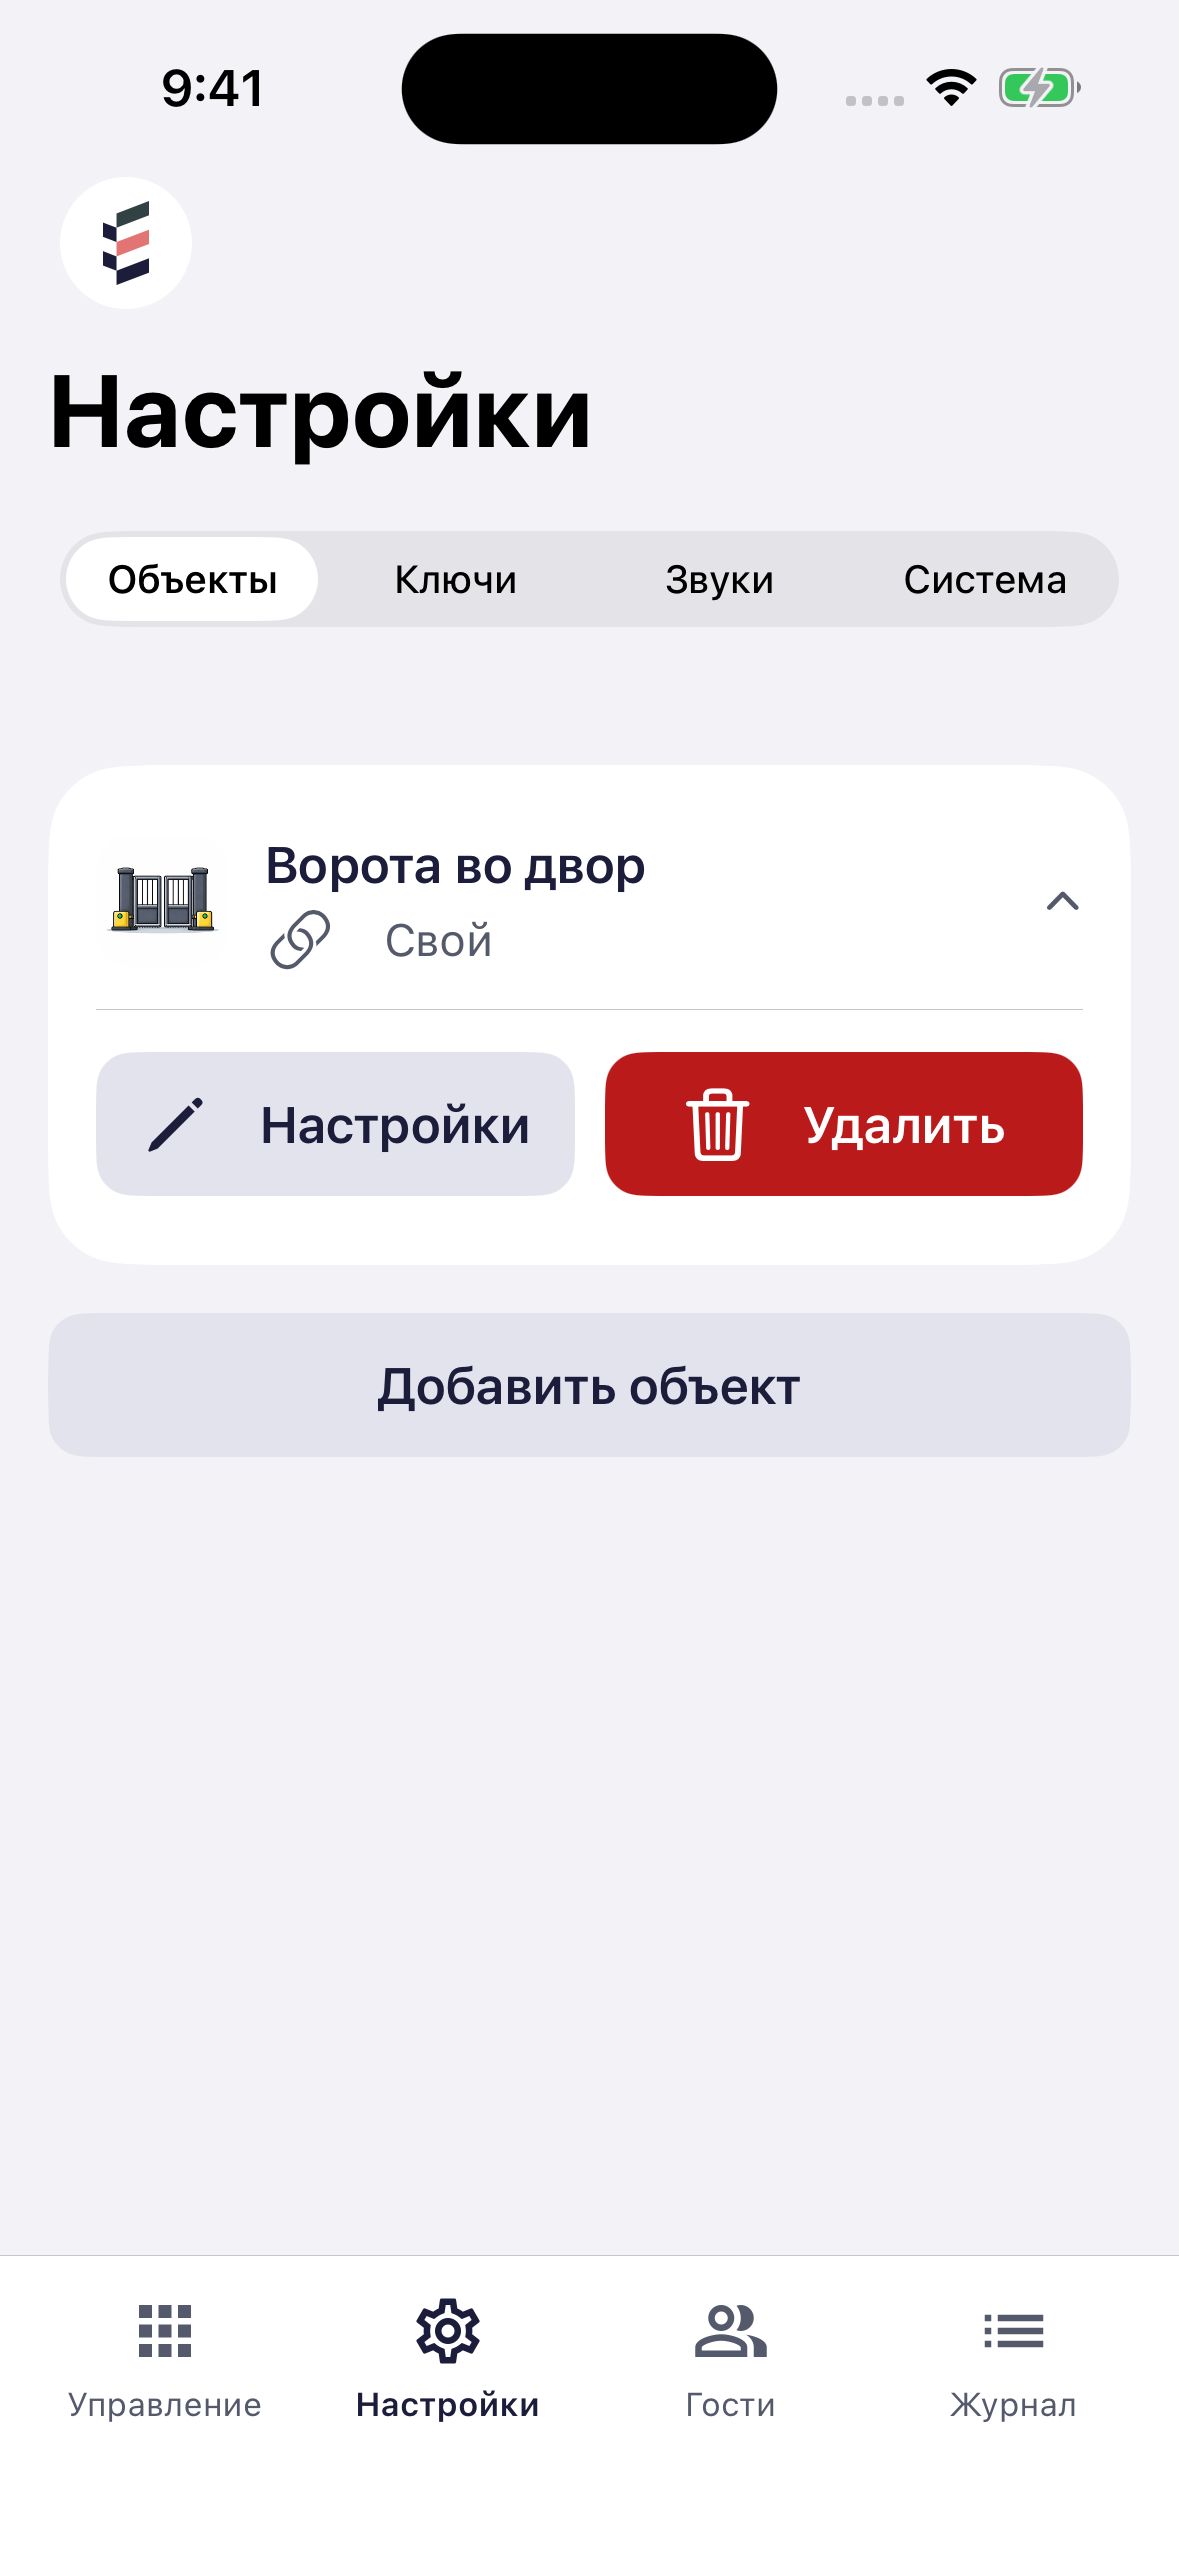 9:41
Настройки
Объекты Ключи Звуки Система
Ворота во двор
Свой
Настройки Удалить
Добавить объект
Управление Настройки Гости Журнал